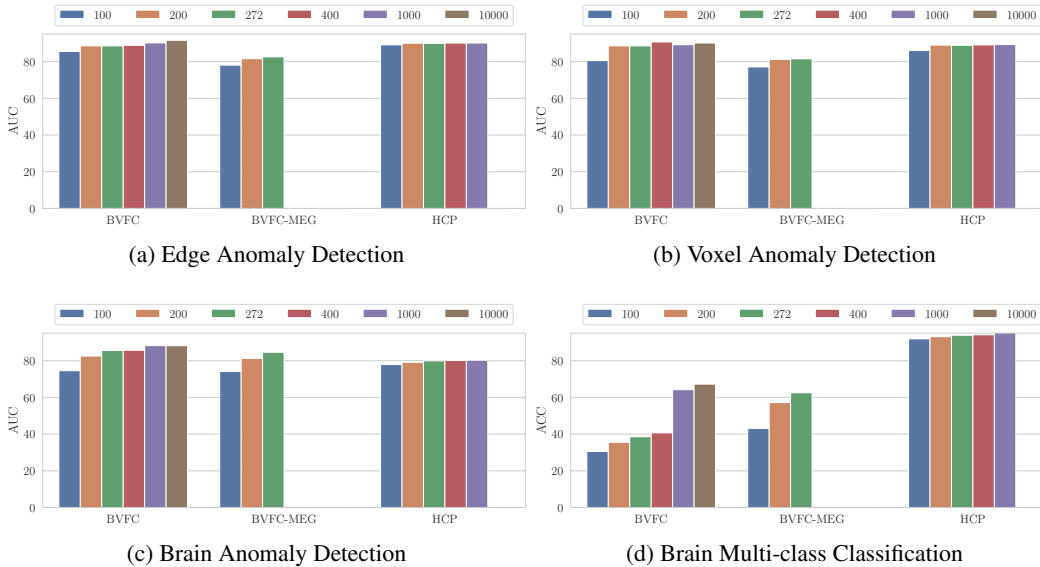 100 200 272 400 1000 10000
100 200 272 400 1000 10000
80
60
40
20
0
AUC
BVFC BVFC-MEG HCP
80
60
40
20
0
AUC
BVFC BVFC-MEG HCP
(a) Edge Anomaly Detection
(b) Voxel Anomaly Detection
100 200 272 400 1000 10000
100 200 272 400 1000 10000
80
60
40
20
0
AUC
BVFC BVFC-MEG HCP
80
60
40
20
0
ACC
BVFC BVFC-MEG HCP
(c) Brain Anomaly Detection
(d) Brain Multi-class Classification